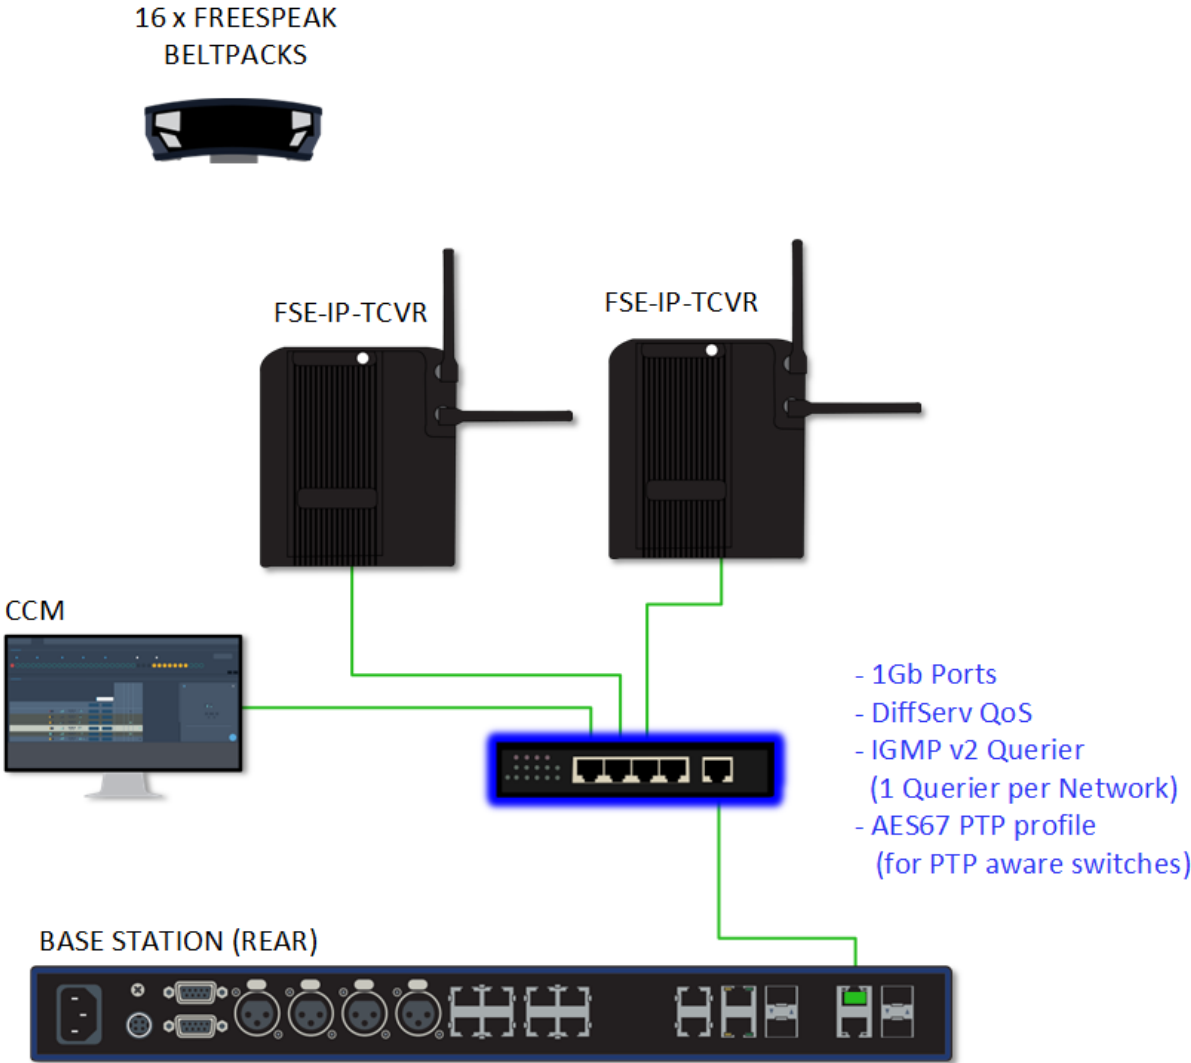 16 x FREESPEAK
BELTPACKS
FSE-IP-TCVR
FSE-IP-TCVR
CCM
- 1Gb Ports
- DiffServ QoS
- IGMP v2 Querier
(1 Querier per Network)
- AES67 PTP profile
(for PTP aware switches)
BASE STATION (REAR)